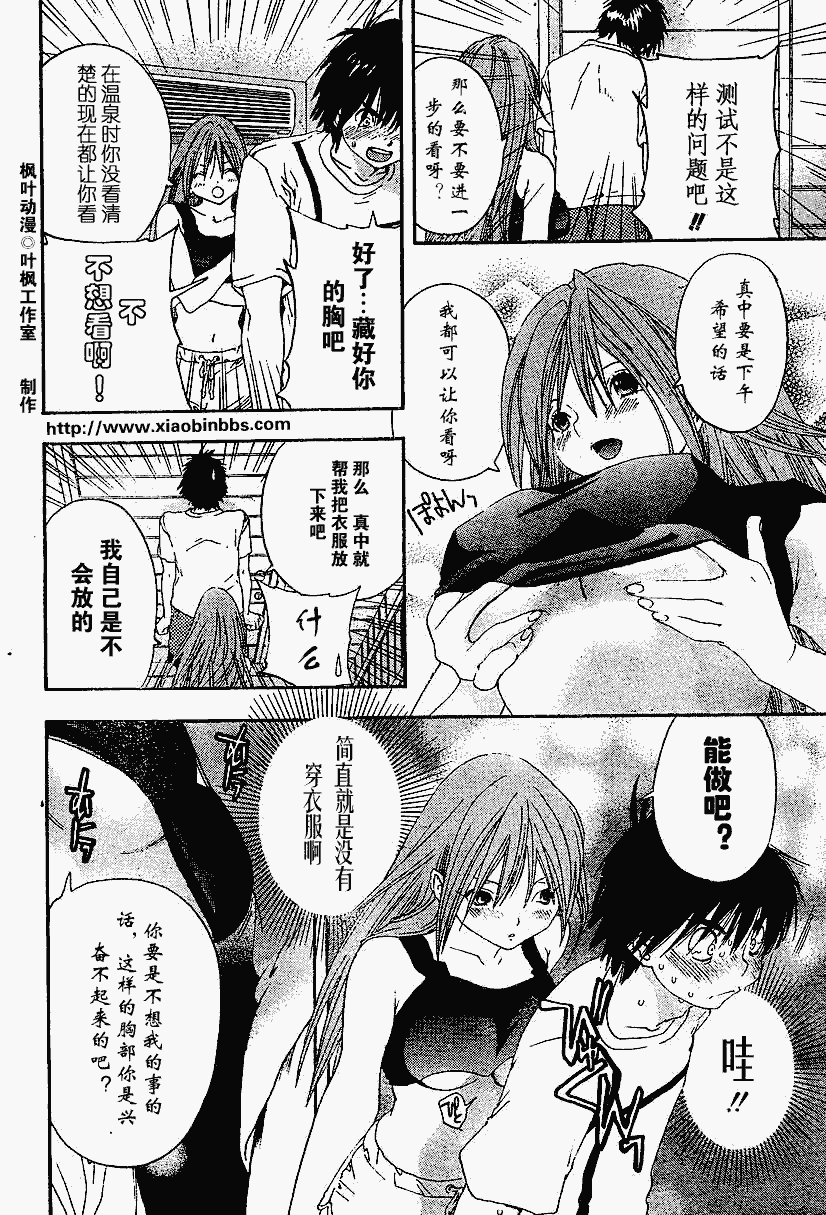 测试不是这
样的问题吧!!
那么要不要进一
步的看呀?
在温泉时你没看清
楚的现在都让你看
好了…藏好你
的胸吧
不
不想看啊!
真中要是下午
希望的话
我都可以让你看呀
ぽよんっ
那么 真中就
帮我把衣服放
下来吧
什么
我自己是不
会放的
能做吧?
简直就是没有
穿衣服啊
哇!!
你要是不想我的事的
话,这样的胸部你是兴
奋不起来的吧?
枫叶动漫◎叶枫工作室 制作
http://www.xiaobinbbs.com